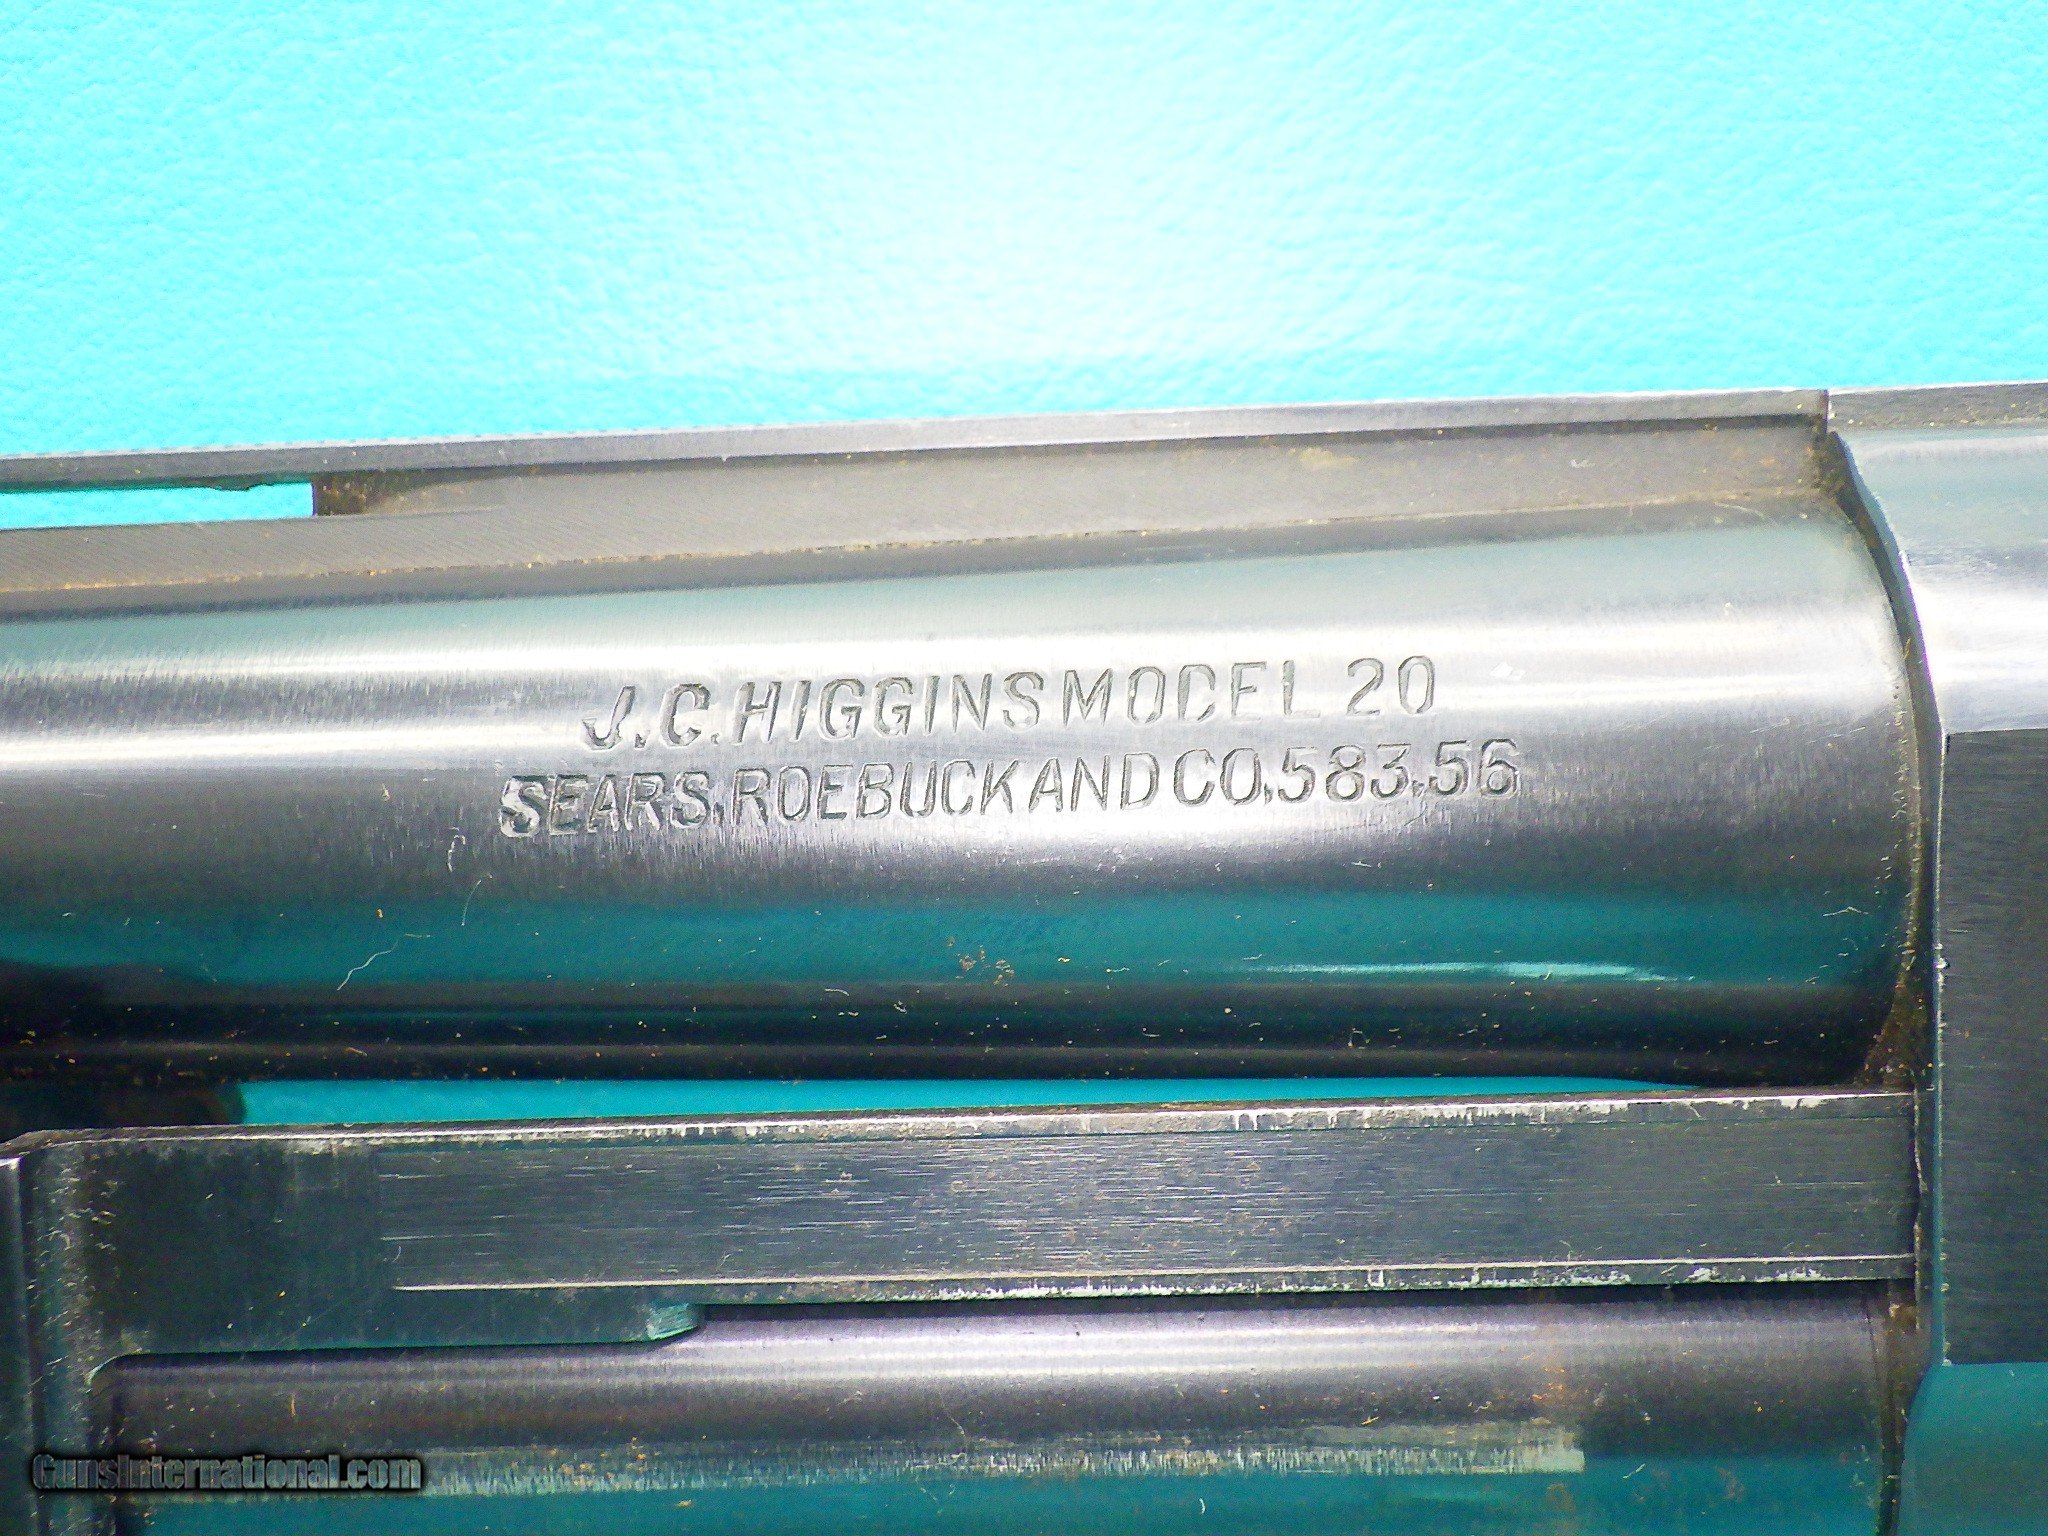 J.C.HIGGINS MODEL 20
SEARS,ROEBUCK AND CO.583.56
GunsInternational.com